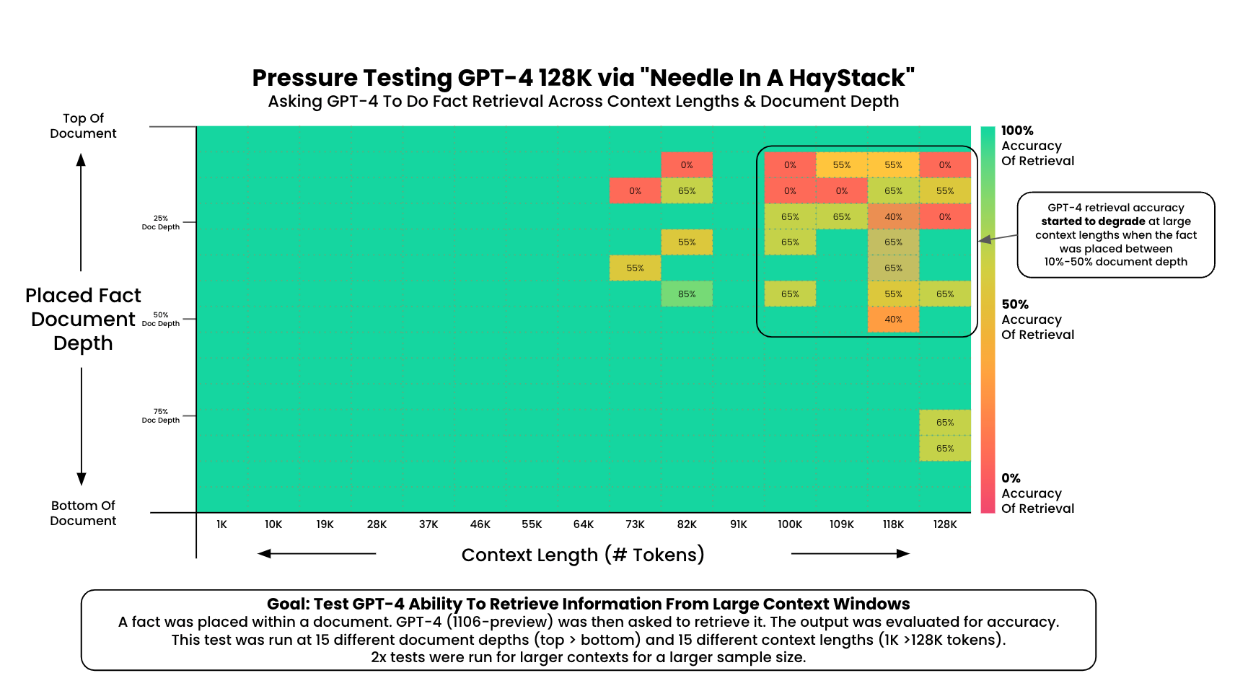 Pressure Testing GPT-4 128K via "Needle In A HayStack"
Asking GPT-4 To Do Fact Retrieval Across Context Lengths & Document Depth
Top Of
Document
25%
Doc Depth
Placed Fact
Document
Depth
50%
Doc Depth
75%
Doc Depth
Bottom Of
Document
0% 0% 55% 55% 0%
0% 65% 0% 0% 65% 55%
65% 65% 40% 0%
55% 65% 65%
55% 65%
85% 65% 55% 65%
40%
65%
65%
100%
Accuracy
Of Retrieval
50%
Accuracy
Of Retrieval
0%
Accuracy
Of Retrieval
GPT-4 retrieval accuracy
started to degrade at large
context lengths when the fact
was placed between
10%-50% document depth
1K 10K 19K 28K 37K 46K 55K 64K 73K 82K 91K 100K 109K 118K 128K
Context Length (# Tokens)
Goal: Test GPT-4 Ability To Retrieve Information From Large Context Windows
A fact was placed within a document. GPT-4 (1106-preview) was then asked to retrieve it. The output was evaluated for accuracy.
This test was run at 15 different document depths (top > bottom) and 15 different context lengths (1K >128K tokens).
2x tests were run for larger contexts for a larger sample size.